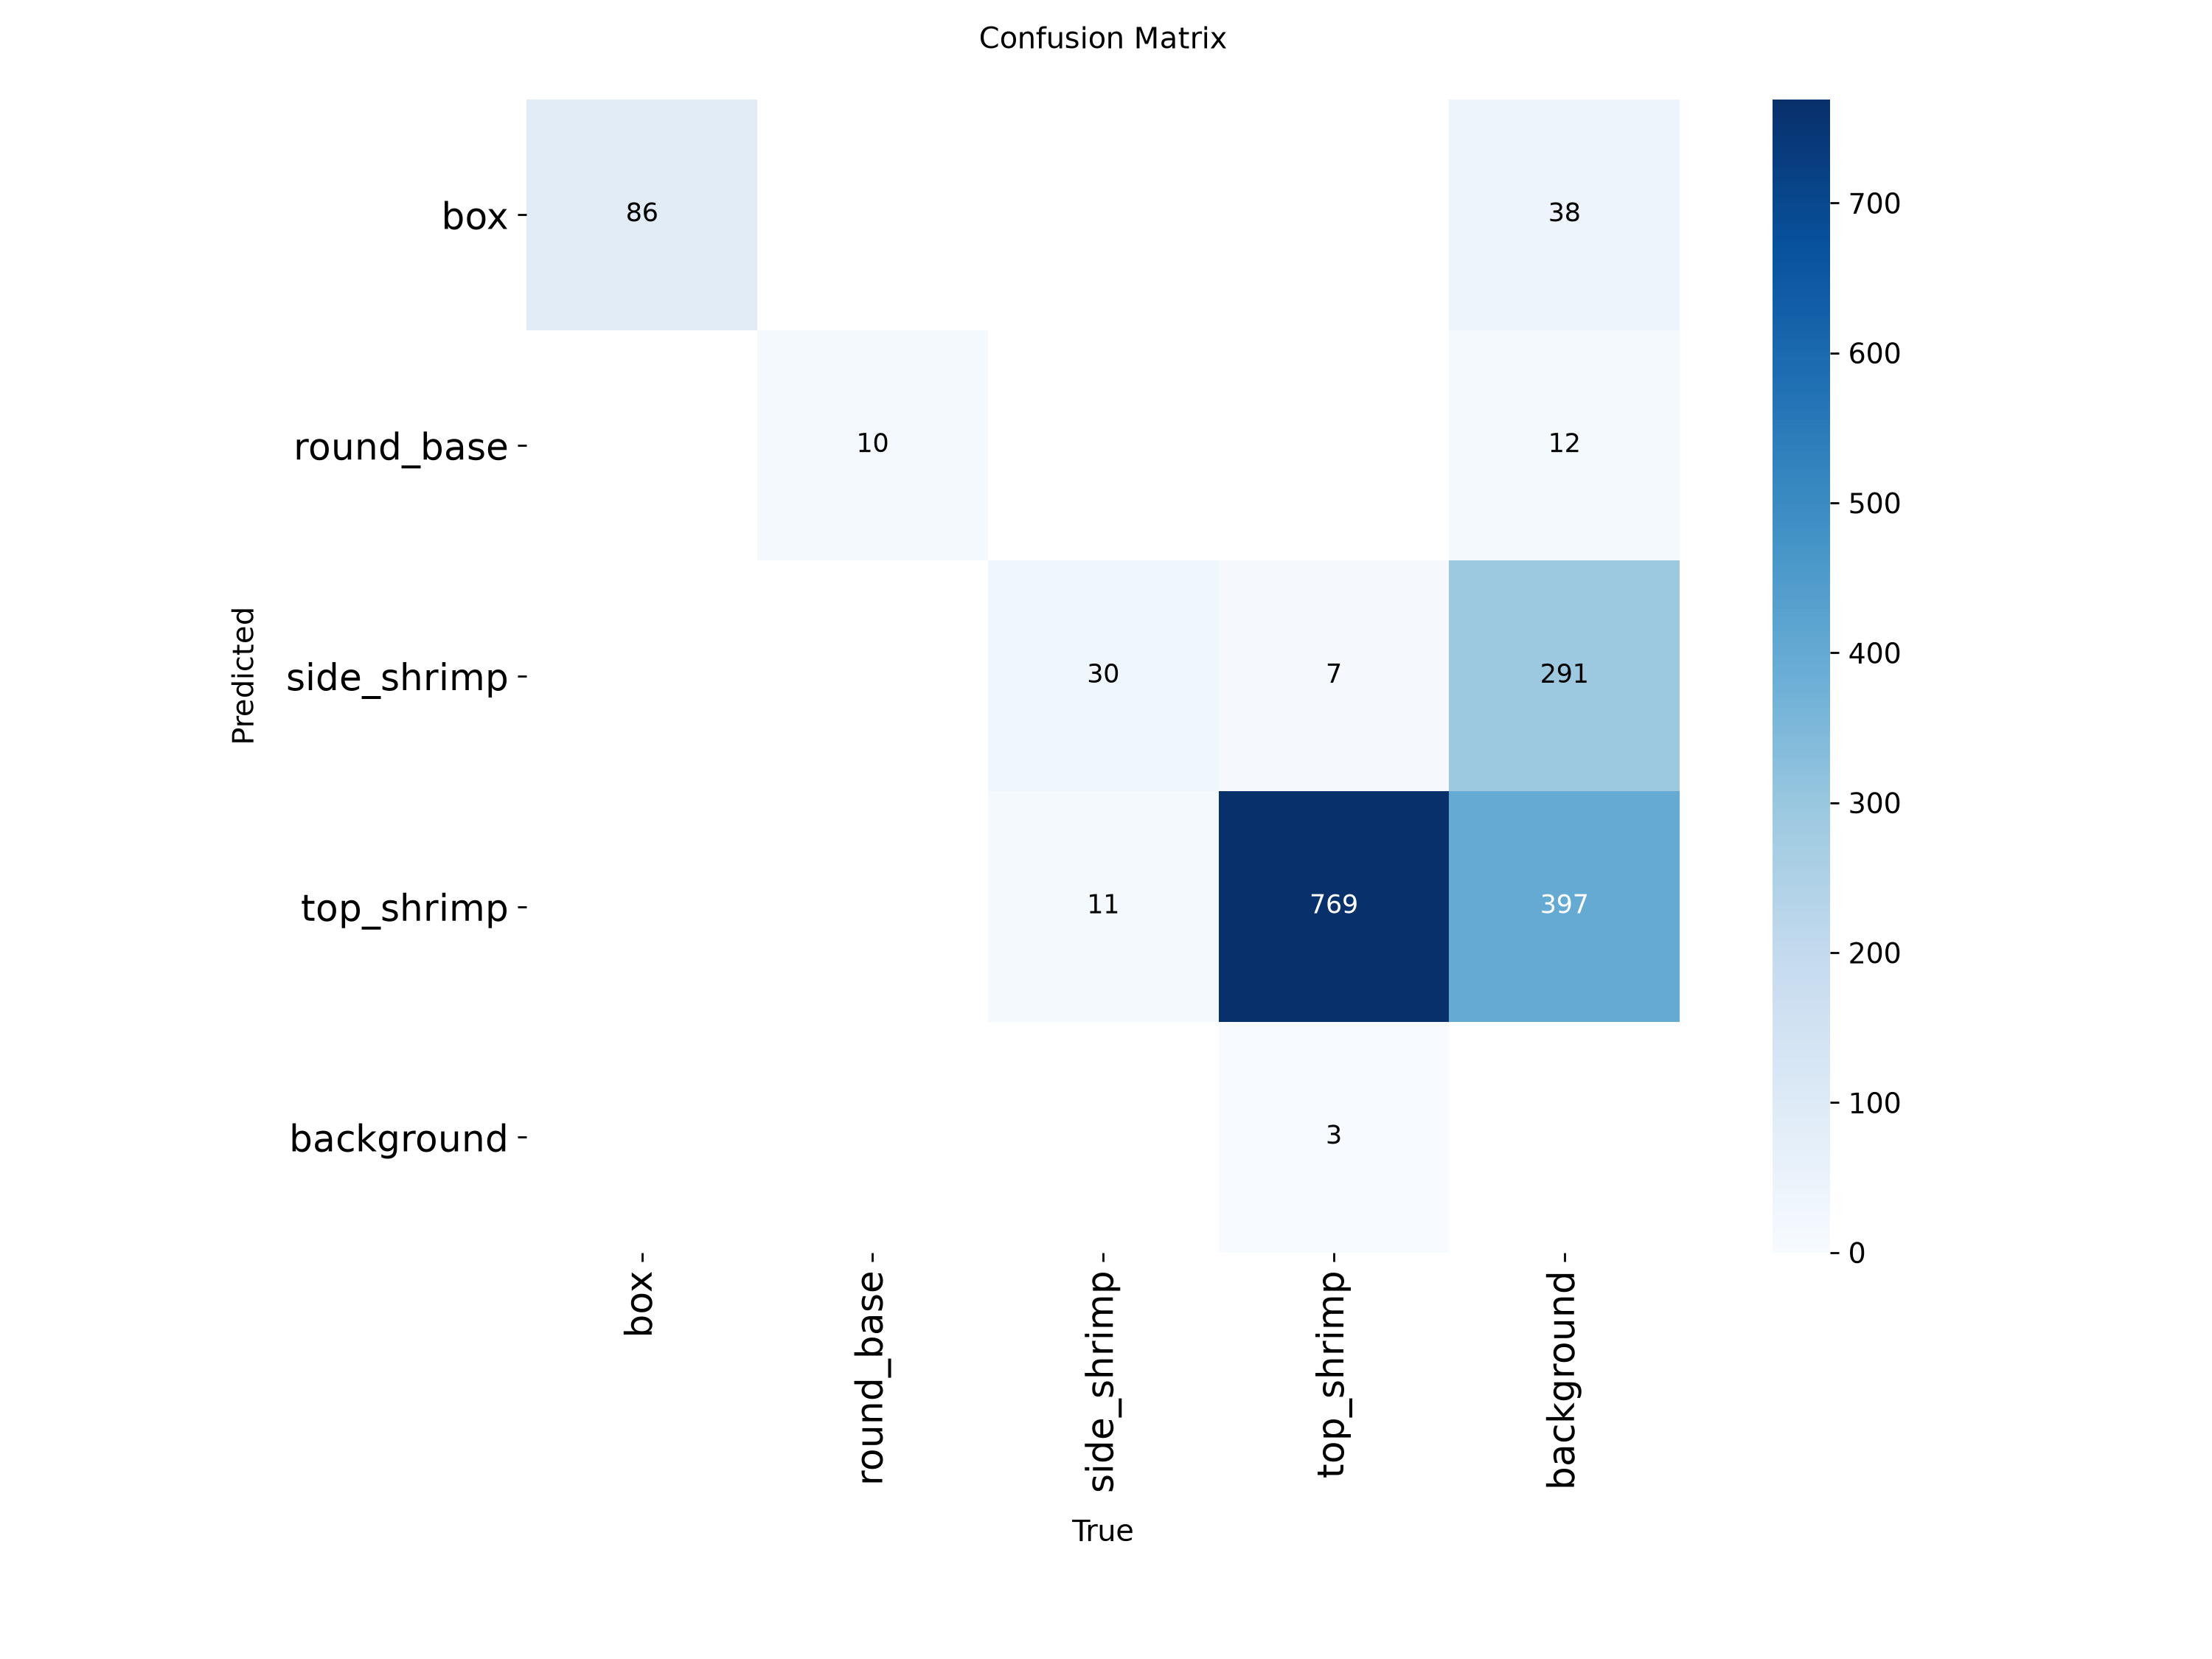 Confusion Matrix
box
86
38
700
600
round_base
10
12
500
Predicted
side_shrimp
30
7
291
400
300
top_shrimp
11
769
397
200
100
background
3
0
box
round_base
side_shrimp
top_shrimp
background
True